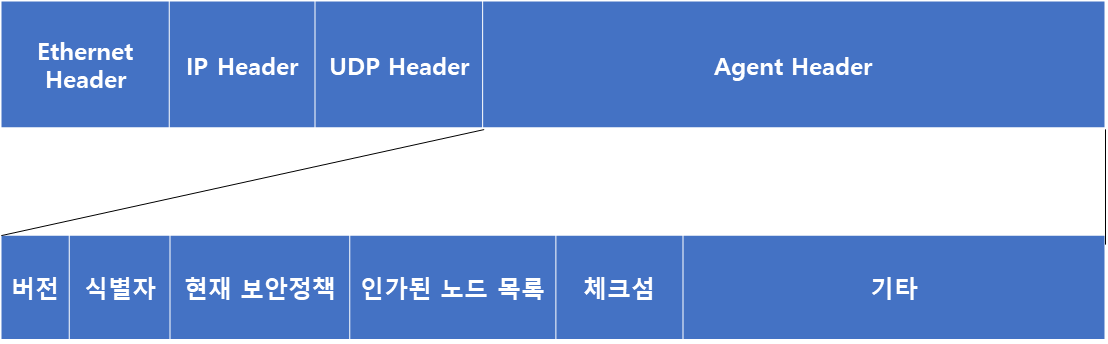 Ethernet
Header
IP Header
UDP Header
Agent Header
버전
식별자
현재 보안정책
인가된 노드 목록
체크섬
기타